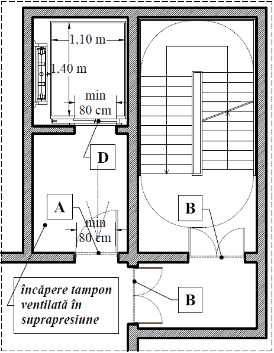 1,10 m
1,40 m
min
80 cm
D
A
B
min
80 cm
B
încăpere tampon
ventilată în
suprapresiune